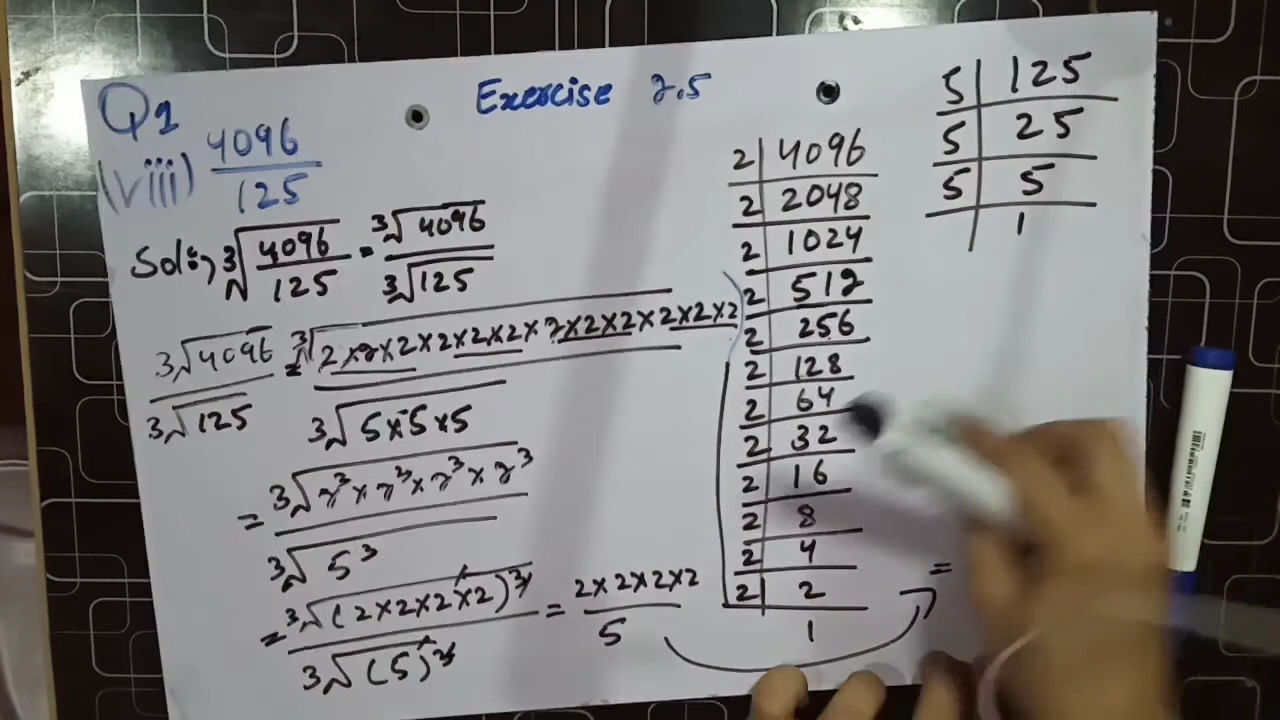 Exercise 2.5
Q1
(viii) 4096/125
Sol:, ∛(4096/125) = ∛4096/∛125
∛4096/∛125 = ∛(2×2×2×2×2×2×2×2×2×2×2×2)/∛(5×5×5)
= ∛(2³×2³×2³×2³)/∛5³
= ∛(2×2×2×2)³/∛(5)³ = 2×2×2×2/5
=
2 | 4096
2 | 2048
2 | 1024
2 | 512
2 | 256
2 | 128
2 | 64
2 | 32
2 | 16
2 | 8
2 | 4
2 | 2
1
5 | 125
5 | 25
5 | 5
1